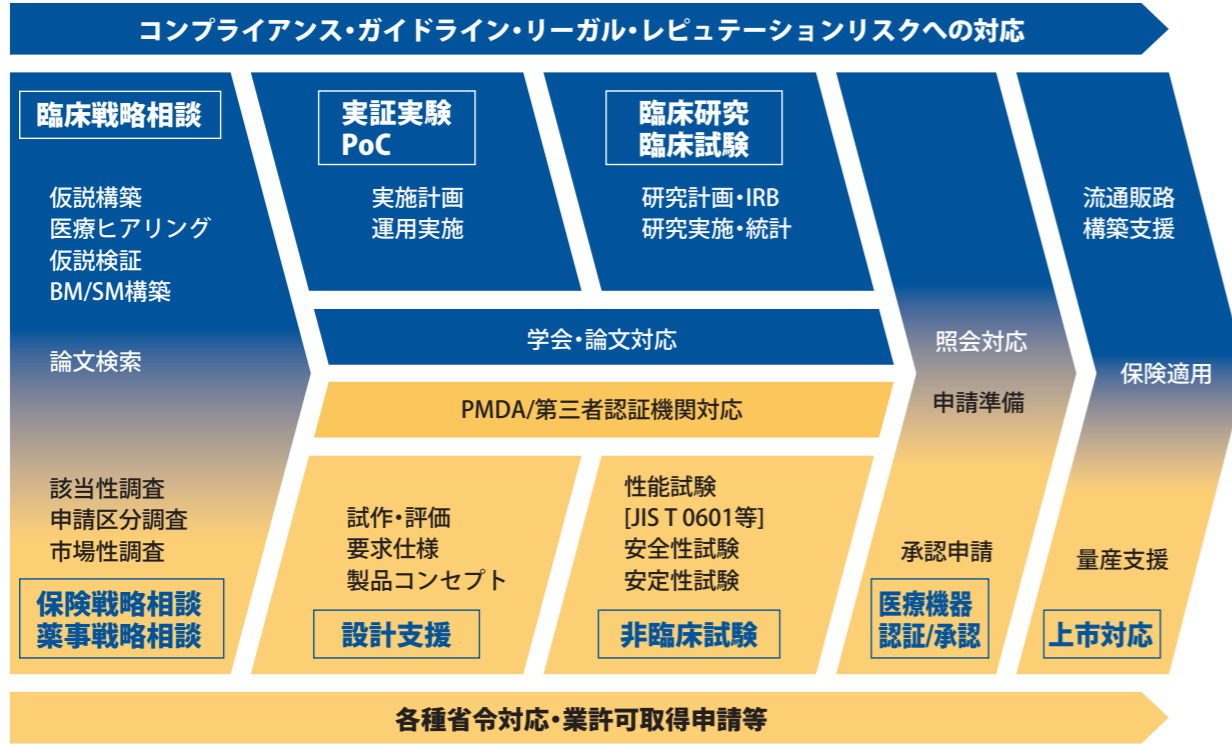 コンプライアンス・ガイドライン・リーガル・レピュテーションリスクへの対応
臨床戦略相談
仮説構築
医療ヒアリング
仮説検証
BM/SM構築
論文検索
該当性調査
申請区分調査
市場性調査
保険戦略相談
薬事戦略相談
実証実験
PoC
実施計画
運用実施
臨床研究
臨床試験
研究計画・IRB
研究実施・統計
学会・論文対応
PMDA/第三者認証機関対応
試作・評価
要求仕様
製品コンセプト
設計支援
性能試験
[JIS T 0601等]
安全性試験
安定性試験
非臨床試験
照会対応
申請準備
承認申請
医療機器
認証/承認
流通販路
構築支援
保険適用
量産支援
上市対応
各種省令対応・業許可取得申請等